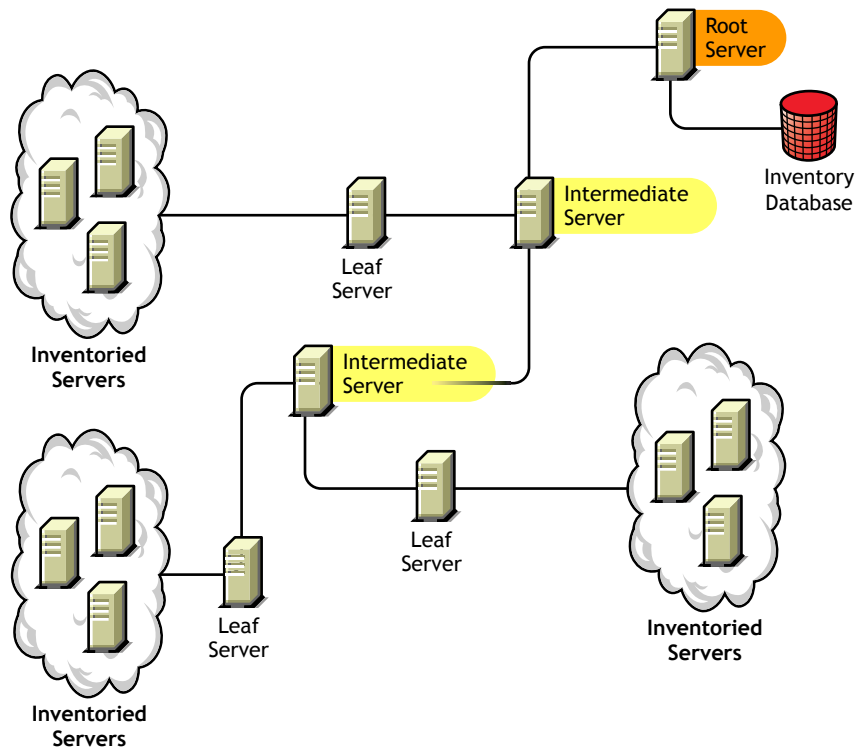 Root
Server
Inventory
Database
Intermediate
Server
Leaf
Server
Inventoried
Servers
Intermediate
Server
Leaf
Server
Leaf
Server
Inventoried
Servers
Inventoried
Servers